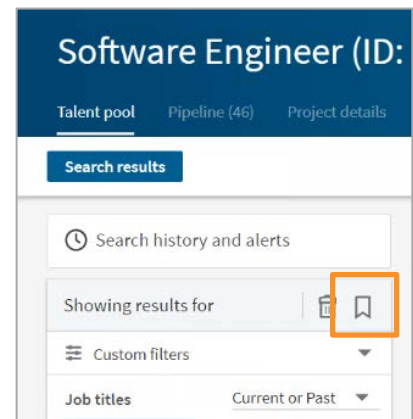 Software Engineer (ID:
Talent pool Pipeline (46) Project details
Search results
Search history and alerts
Showing results for
Custom filters
Job titles Current or Past